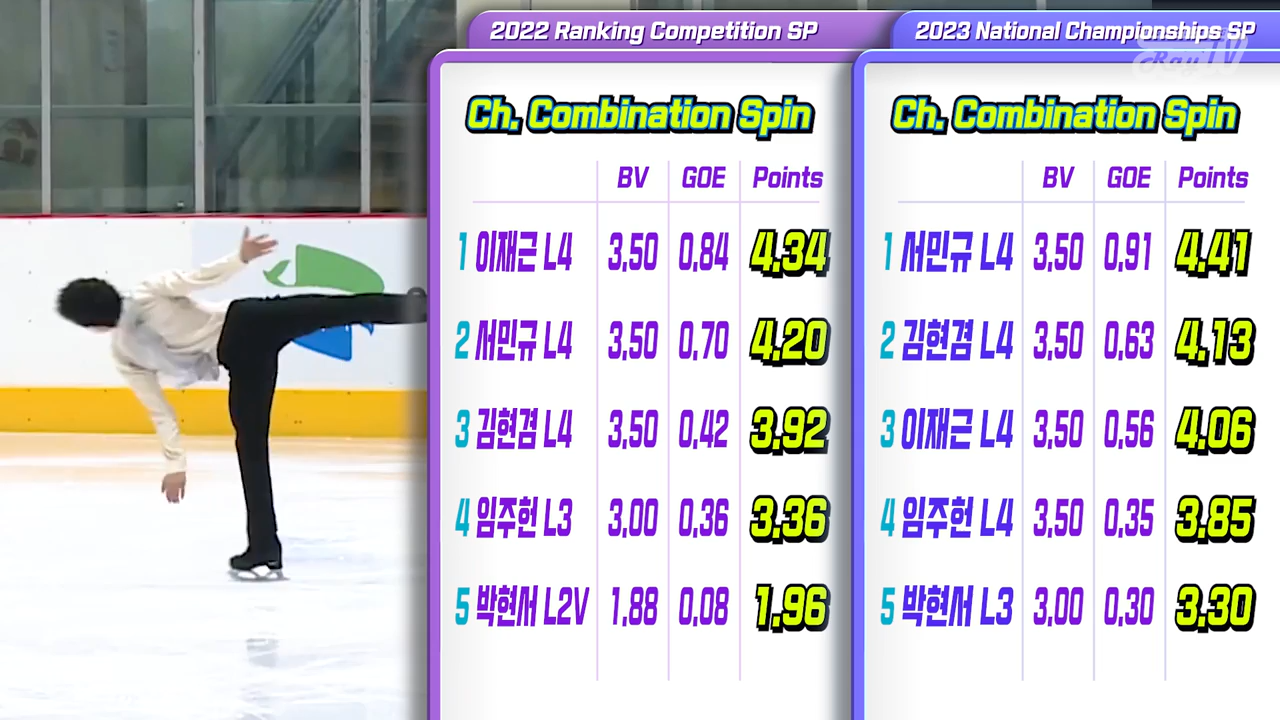 2022 Ranking Competition SP
Ch. Combination Spin
BV GOE Points
1 이재근 L4 3.50 0.84 4.34
2 서민규 L4 3.50 0.70 4.20
3 김현겸 L4 3.50 0.42 3.92
4 임주헌 L3 3.00 0.36 3.36
5 박현서 L2V 1.88 0.08 1.96
2023 National Championships SP
Ray TV
Ch. Combination Spin
BV GOE Points
1 서민규 L4 3.50 0.91 4.41
2 김현겸 L4 3.50 0.63 4.13
3 이재근 L4 3.50 0.56 4.06
4 임주헌 L4 3.50 0.35 3.85
5 박현서 L3 3.00 0.30 3.30